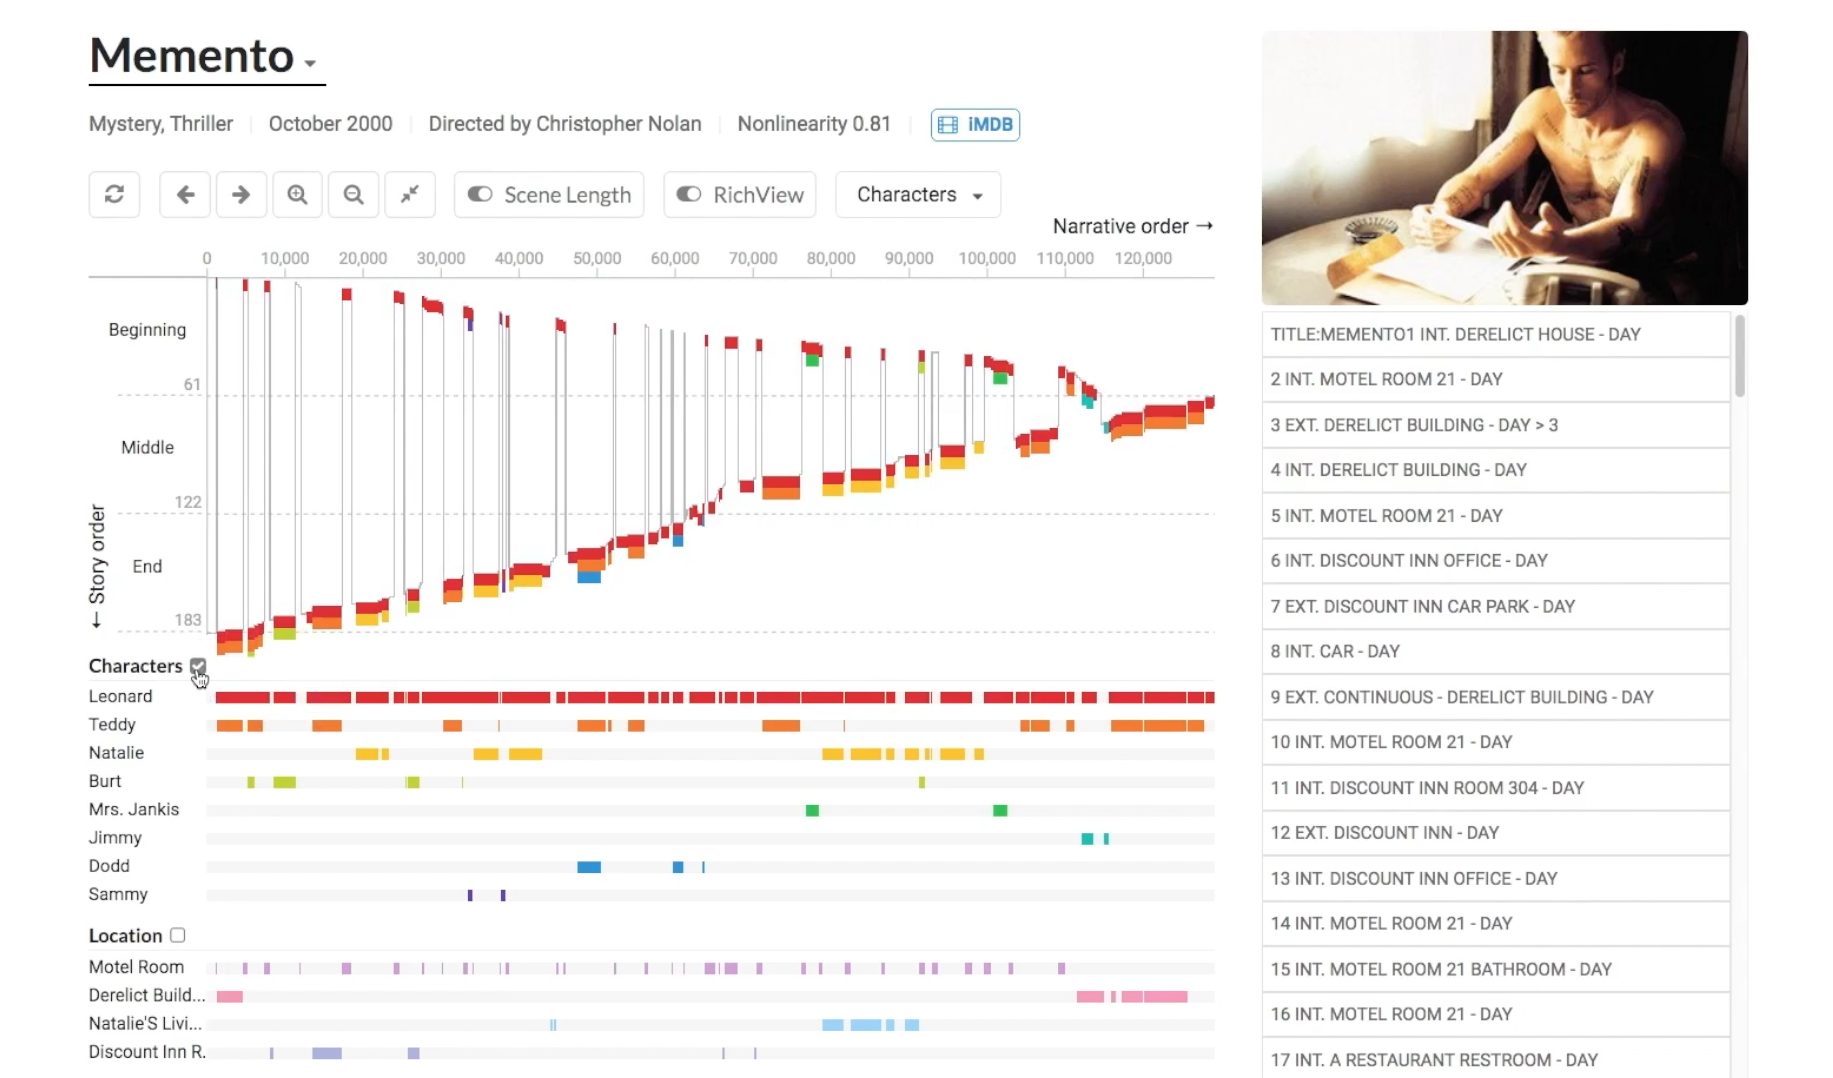 Memento
Mystery, Thriller October 2000 Directed by Christopher Nolan Nonlinearity 0.81 iMDB
Scene Length RichView Characters
Narrative order →
0 10,000 20,000 30,000 40,000 50,000 60,000 70,000 80,000 90,000 100,000 110,000 120,000
Beginning
61
Middle
122
End
183
← Story order
Characters
Leonard
Teddy
Natalie
Burt
Mrs. Jankis
Jimmy
Dodd
Sammy
Location
Motel Room
Derelict Build...
Natalie'S Livi...
Discount Inn R.
TITLE:MEMENTO1 INT. DERELICT HOUSE - DAY
2 INT. MOTEL ROOM 21 - DAY
3 EXT. DERELICT BUILDING - DAY > 3
4 INT. DERELICT BUILDING - DAY
5 INT. MOTEL ROOM 21 - DAY
6 INT. DISCOUNT INN OFFICE - DAY
7 EXT. DISCOUNT INN CAR PARK - DAY
8 INT. CAR - DAY
9 EXT. CONTINUOUS - DERELICT BUILDING - DAY
10 INT. MOTEL ROOM 21 - DAY
11 INT. DISCOUNT INN ROOM 304 - DAY
12 EXT. DISCOUNT INN - DAY
13 INT. DISCOUNT INN OFFICE - DAY
14 INT. MOTEL ROOM 21 - DAY
15 INT. MOTEL ROOM 21 BATHROOM - DAY
16 INT. MOTEL ROOM 21 - DAY
17 INT. A RESTAURANT RESTROOM - DAY